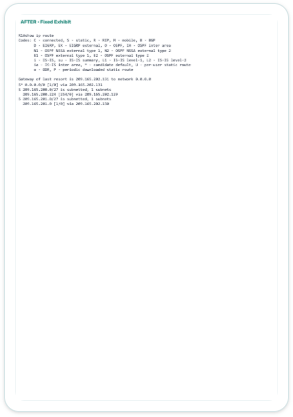 AFTER - Fixed Exhibit
R1#show ip route
Codes: C - connected, S - static, R - RIP, M - mobile, B - BGP
D - EIGRP, EX - EIGRP external, O - OSPF, IA - OSPF inter area
N1 - OSPF NSSA external type 1, N2 - OSPF NSSA external type 2
E1 - OSPF external type 1, E2 - OSPF external type 2
i - IS-IS, su - IS-IS summary, L1 - IS-IS level-1, L2 - IS-IS level-2
ia - IS-IS inter area, * - candidate default, U - per-user static route
o - ODR, P - periodic downloaded static route
Gateway of last resort is 209.165.202.131 to network 0.0.0.0
S* 0.0.0.0/0 [1/0] via 209.165.202.131
209.165.200.0/27 is subnetted, 1 subnets
209.165.200.224 [254/0] via 209.165.202.129
209.165.201.0/27 is subnetted, 1 subnets
209.165.201.0 [1/0] via 209.165.202.130